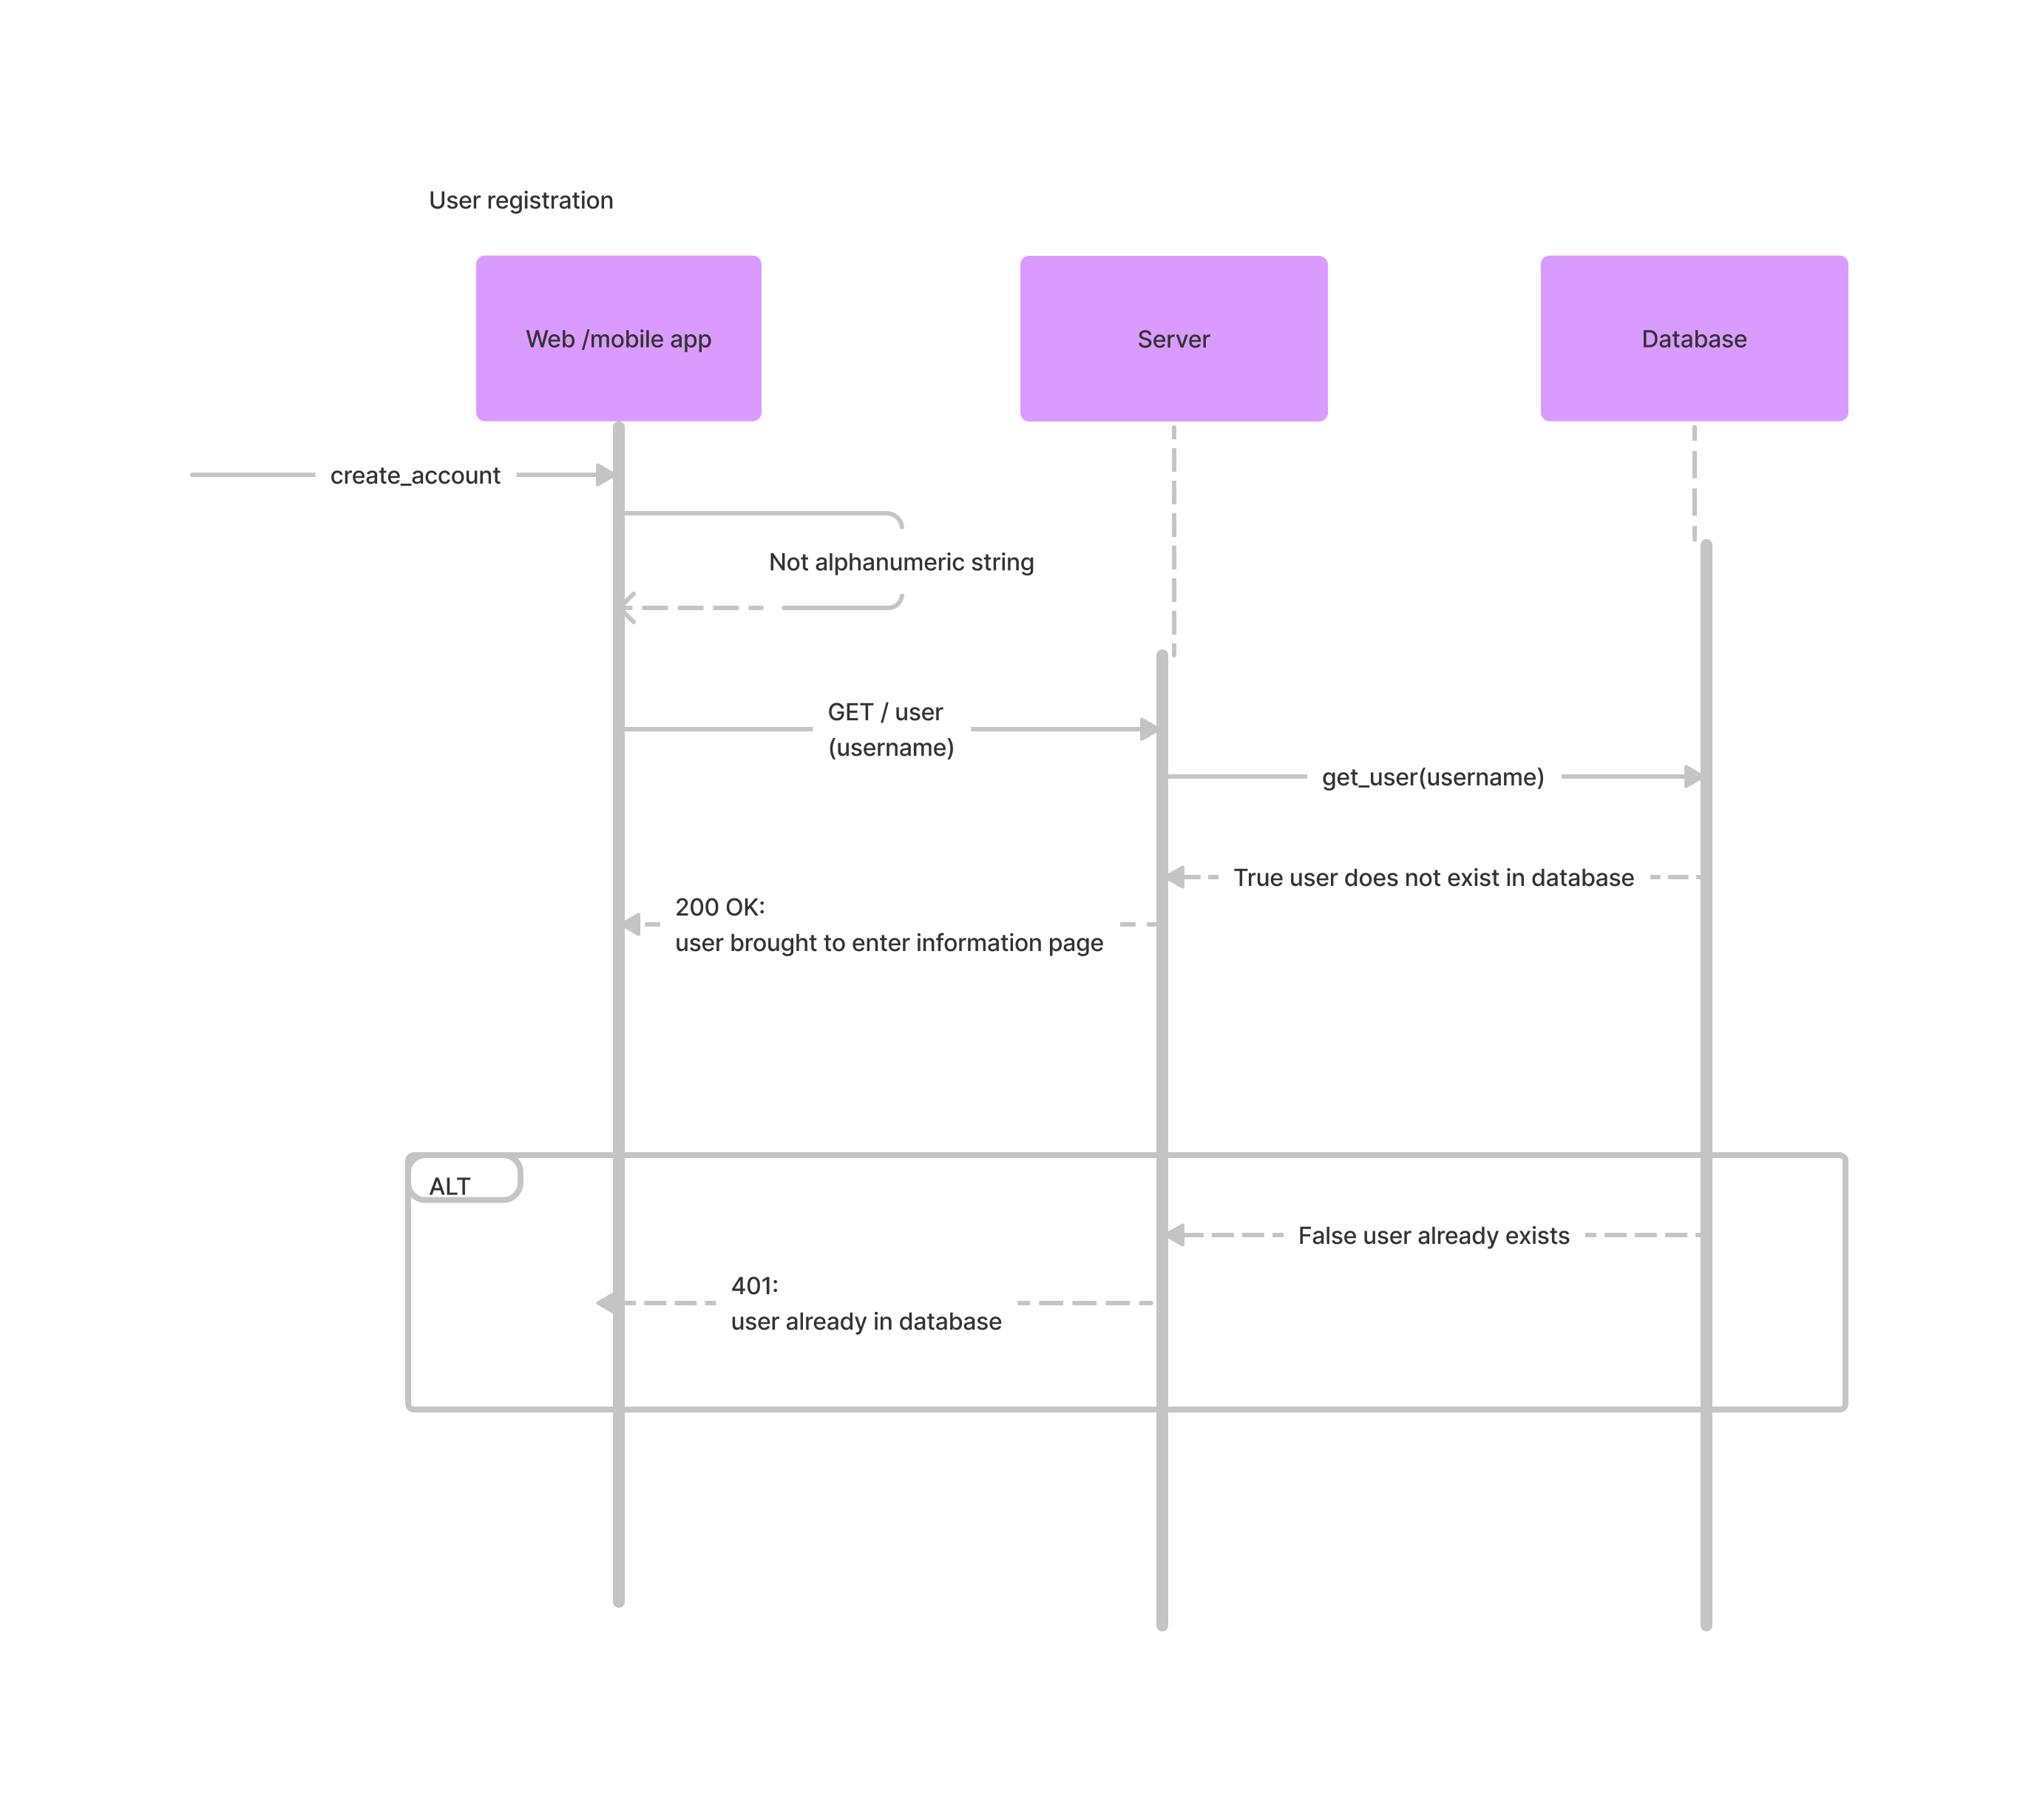 User registration
Web /mobile app
Server
Database
create_account
Not alphanumeric string
GET / user
(username)
get_user(username)
True user does not exist in database
200 OK:
user brought to enter information page
ALT
False user already exists
401:
user already in database